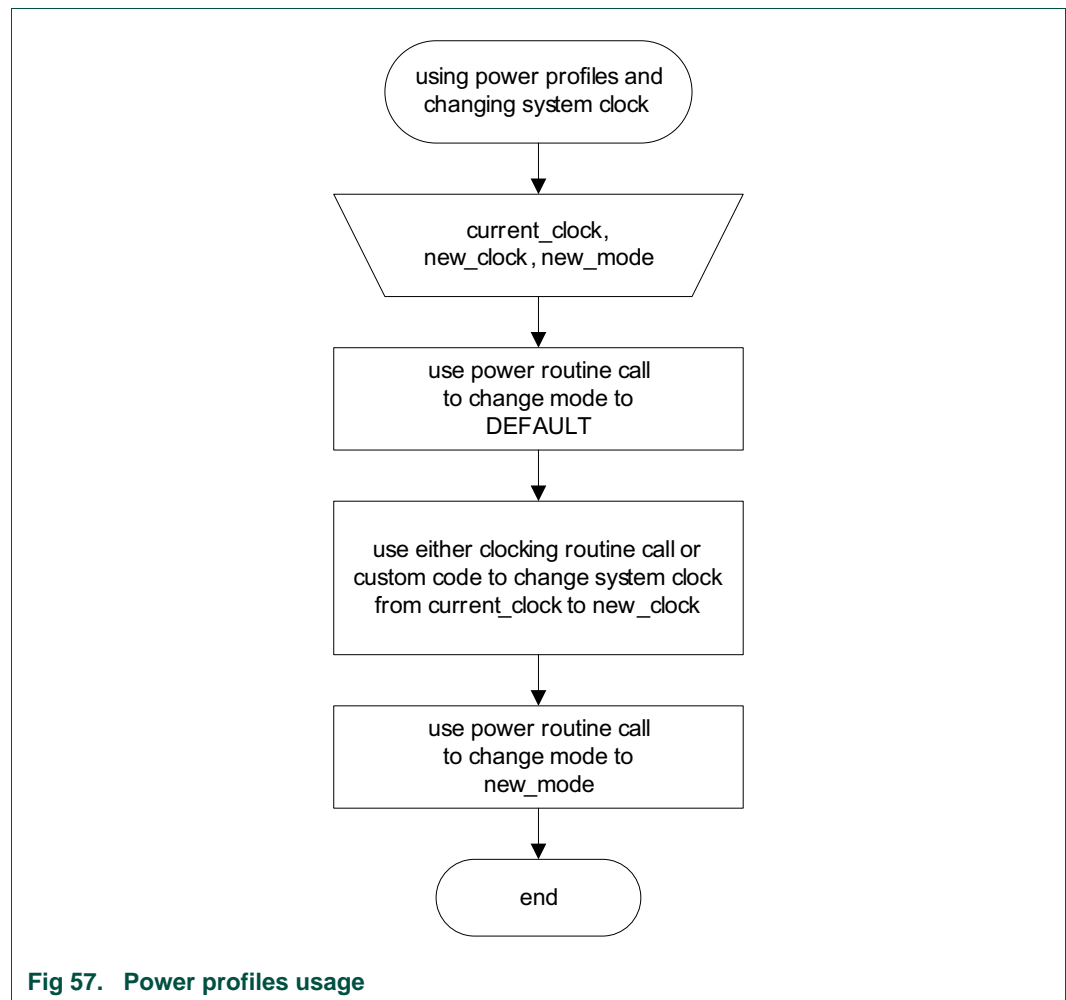 using power profiles and
changing system clock
current_clock,
new_clock, new_mode
use power routine call
to change mode to
DEFAULT
use either clocking routine call or
custom code to change system clock
from current_clock to new_clock
use power routine call
to change mode to
new_mode
end
Fig 57. Power profiles usage